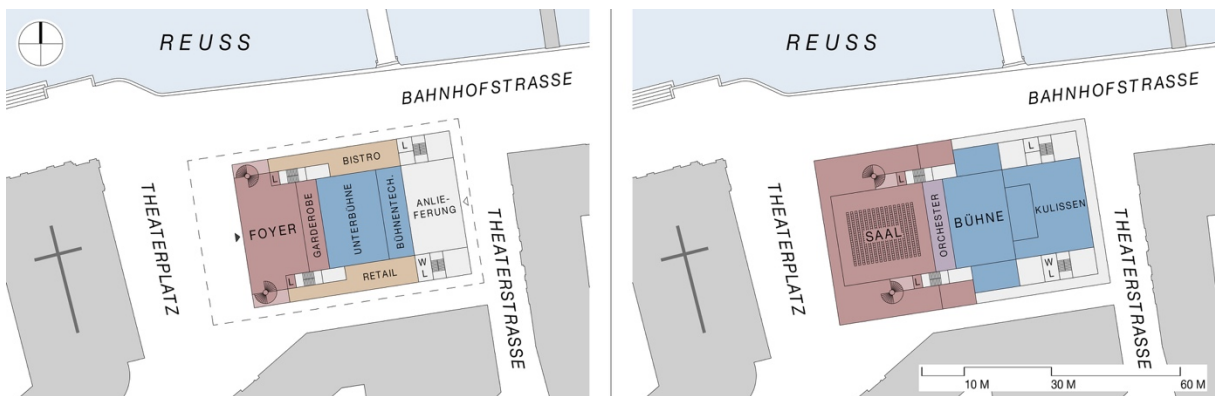 REUSS
BAHNHOFSTRASSE
L
BISTRO
L
THEATERPLATZ
FOYER
GARDEROBE
UNTERBÜHNE
BÜHNENTECH.
ANLIE-
FERUNG
THEATERSTRASSE
RETAIL
L
W
L
REUSS
BAHNHOFSTRASSE
L
L
THEATERPLATZ
SAAL
ORCHESTER
BÜHNE
KULISSEN
THEATERSTRASSE
L
W
L
10 M
30 M
60 M